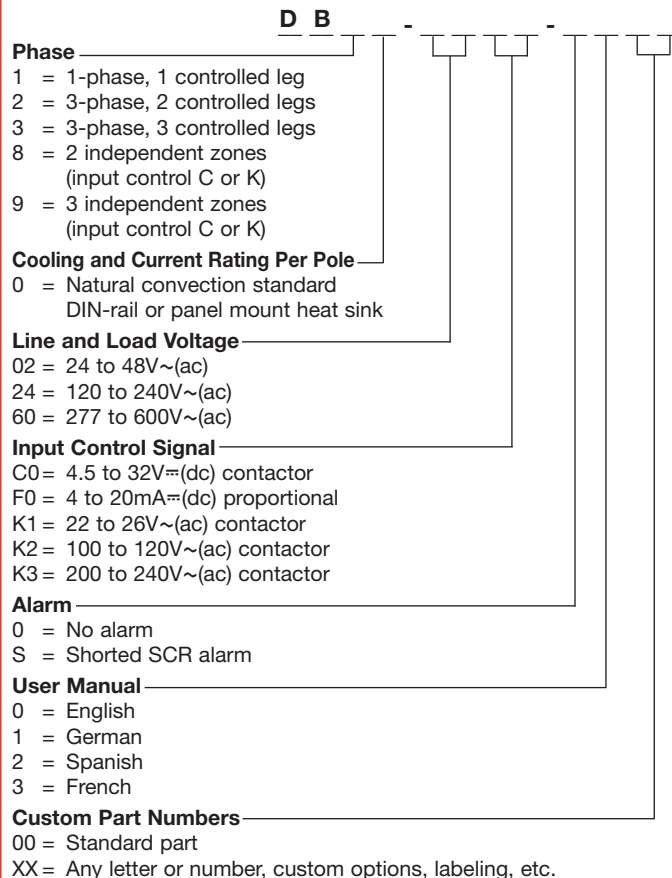 D B - -
Phase
1 = 1-phase, 1 controlled leg
2 = 3-phase, 2 controlled legs
3 = 3-phase, 3 controlled legs
8 = 2 independent zones
(input control C or K)
9 = 3 independent zones
(input control C or K)
Cooling and Current Rating Per Pole
0 = Natural convection standard
DIN-rail or panel mount heat sink
Line and Load Voltage
02 = 24 to 48V~(ac)
24 = 120 to 240V~(ac)
60 = 277 to 600V~(ac)
Input Control Signal
C0 = 4.5 to 32V⎓(dc) contactor
F0 = 4 to 20mA⎓(dc) proportional
K1 = 22 to 26V~(ac) contactor
K2 = 100 to 120V~(ac) contactor
K3 = 200 to 240V~(ac) contactor
Alarm
0 = No alarm
S = Shorted SCR alarm
User Manual
0 = English
1 = German
2 = Spanish
3 = French
Custom Part Numbers
00 = Standard part
XX = Any letter or number, custom options, labeling, etc.